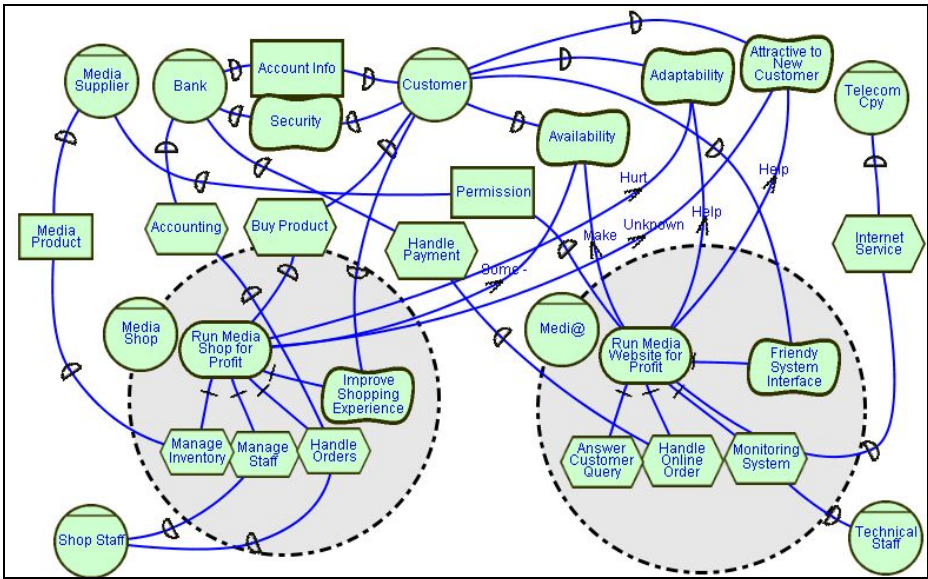 Media
Supplier
Bank
Account Info
Security
Customer
Adaptability
Attractive to
New
Customer
Telecom
Cpy
Availability
Permission
Hurt
Help
Media
Product
Accounting
Buy Product
Handle
Payment
Make
Help
Unknown
Internet
Service
Some -
Media
Shop
Run Media
Shop for
Profit
Improve
Shopping
Experience
Medi@
Run Media
Website for
Profit
Friendy
System
Interface
Manage
Inventory
Manage
Staff
Handle
Orders
Answer
Customer
Query
Handle
Online
Order
Monitoring
System
Shop Staff
Technical
Staff